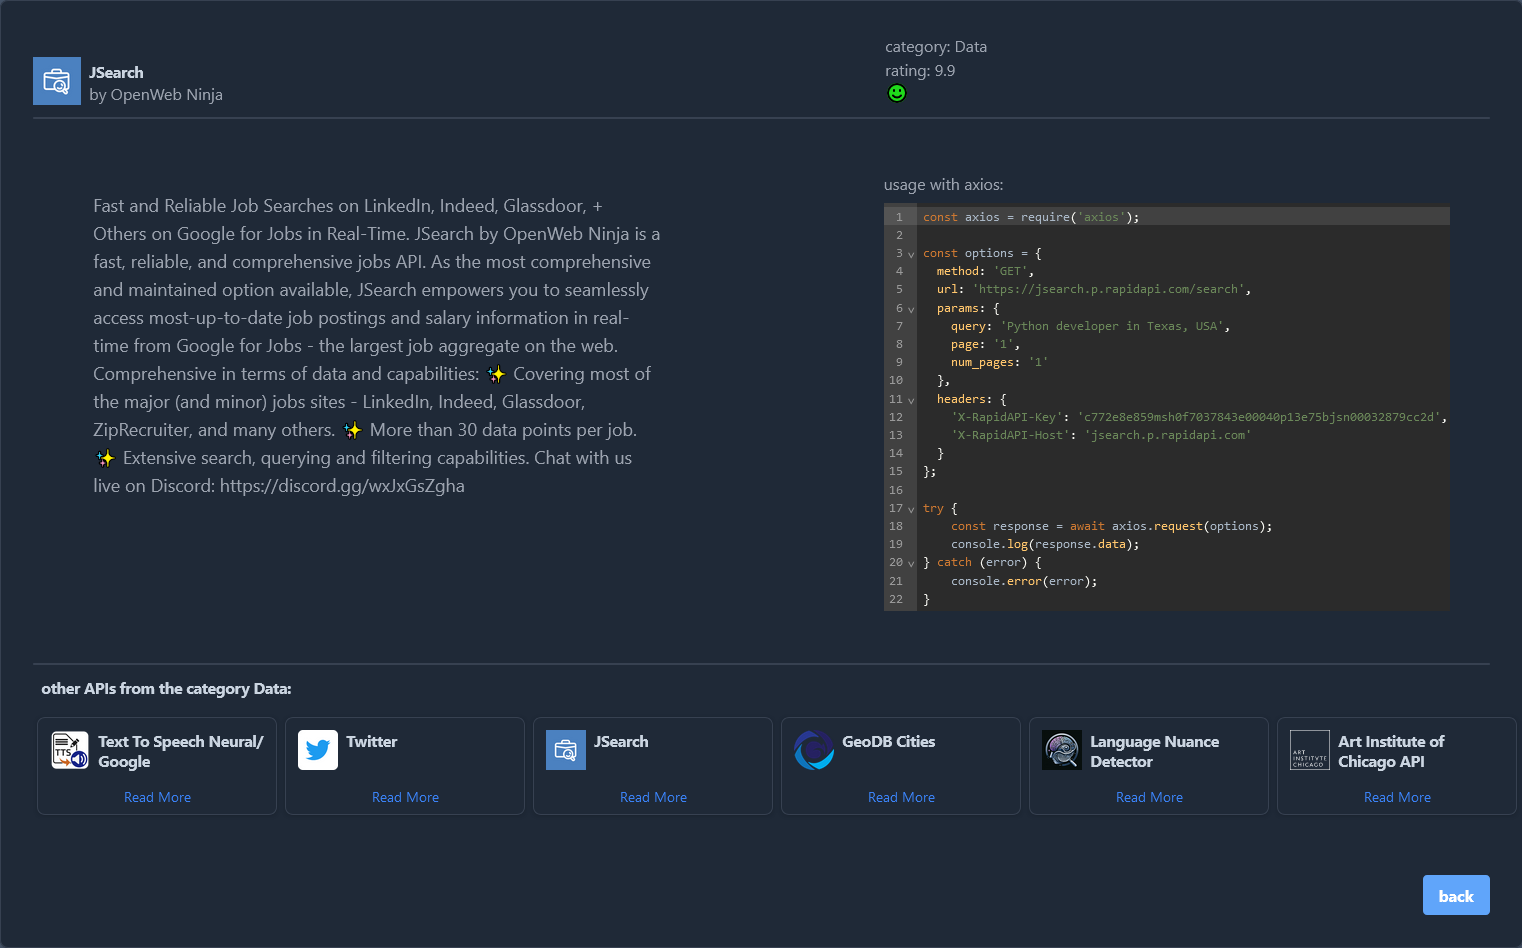 JSearch
by OpenWeb Ninja
category: Data
rating: 9.9
Fast and Reliable Job Searches on LinkedIn, Indeed, Glassdoor, +
Others on Google for Jobs in Real-Time. JSearch by OpenWeb Ninja is a
fast, reliable, and comprehensive jobs API. As the most comprehensive
and maintained option available, JSearch empowers you to seamlessly
access most-up-to-date job postings and salary information in real-
time from Google for Jobs - the largest job aggregate on the web.
Comprehensive in terms of data and capabilities: ✨ Covering most of
the major (and minor) jobs sites - LinkedIn, Indeed, Glassdoor,
ZipRecruiter, and many others. ✨ More than 30 data points per job.
✨ Extensive search, querying and filtering capabilities. Chat with us
live on Discord: https://discord.gg/wxJxGsZgha
usage with axios:
1 const axios = require('axios');
2
3 const options = {
4 method: 'GET',
5 url: 'https://jsearch.p.rapidapi.com/search',
6 params: {
7 query: 'Python developer in Texas, USA',
8 page: '1',
9 num_pages: '1'
10 },
11 headers: {
12 'X-RapidAPI-Key': 'c772e8e859msh0f7037843e00040p13e75bjsn00032879cc2d',
13 'X-RapidAPI-Host': 'jsearch.p.rapidapi.com'
14 }
15 };
16
17 try {
18 const response = await axios.request(options);
19 console.log(response.data);
20 } catch (error) {
21 console.error(error);
22 }
other APIs from the category Data:
TTS
Text To Speech Neural/
Google
Read More
Twitter
Read More
JSearch
Read More
GeoDB Cities
Read More
Language Nuance
Detector
Read More
ART
INSTITVTE
CHICAGO
Art Institute of
Chicago API
Read More
back